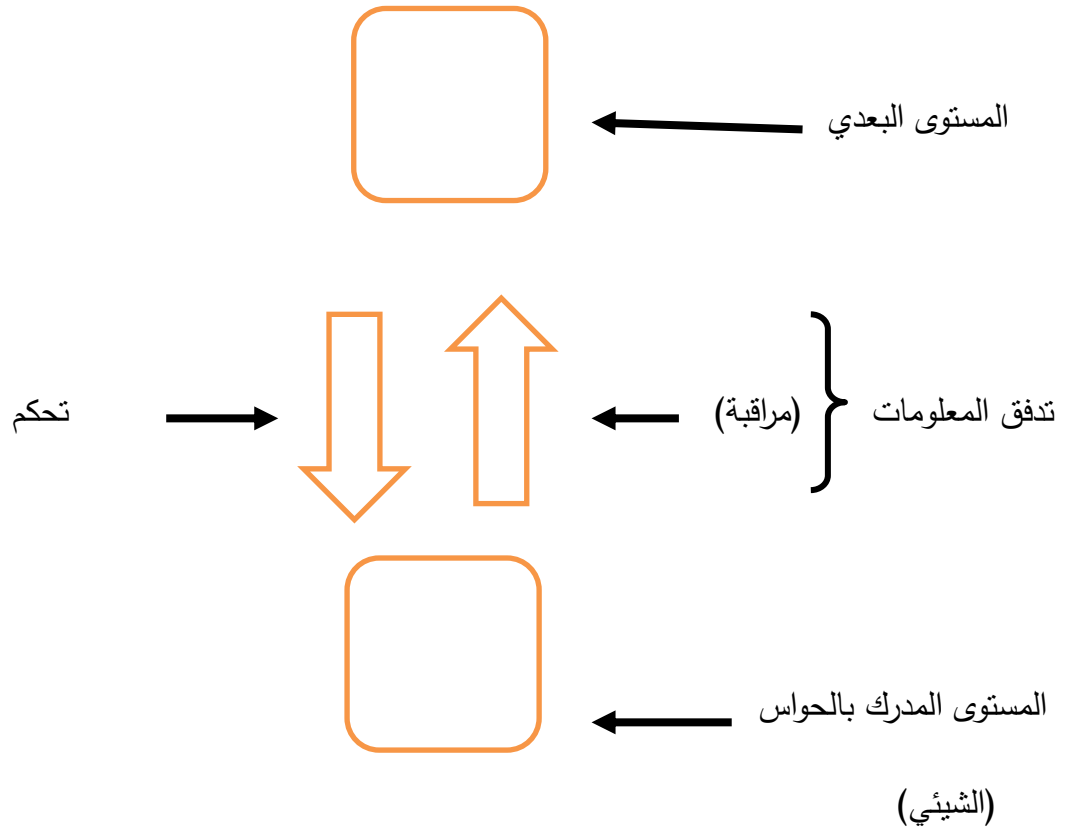 المستوى البعدي
تدفق المعلومات
(مراقبة)
تحكم
المستوى المدرك بالحواس
(الشيئي)